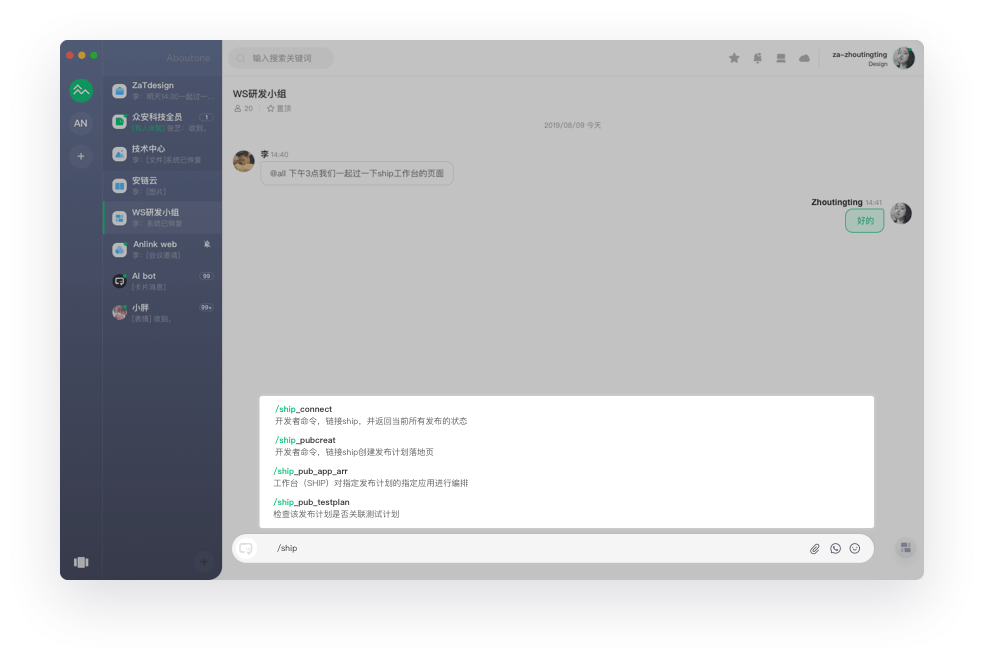 Aboutone
AN
ZaTdesign
李：明天14:00一起过一...
众安科技全员
1
张芝：收到。
技术中心
李：[文件]系统已恢复
安链云
李：[图片]
WS研发小组
李：系统已恢复
Anlink web
李：[会议邀请]
AI bot
99
[卡片消息]
小胖
99+
[表情] 收到。
输入搜索关键词
za-zhoutingting
Design
WS研发小组
20
置顶
2019/08/09 今天
李 14:40
@all 下午3点我们一起过一下ship工作台的页面
Zhoutingting 14:41
好的
/ship_connect
开发者命令，链接ship，并返回当前所有发布的状态
/ship_pubcreat
开发者命令，链接ship创建发布计划落地页
/ship_pub_app_arr
工作台（SHIP）对指定发布计划的指定应用进行编排
/ship_pub_testplan
检查该发布计划是否关联测试计划
/ship